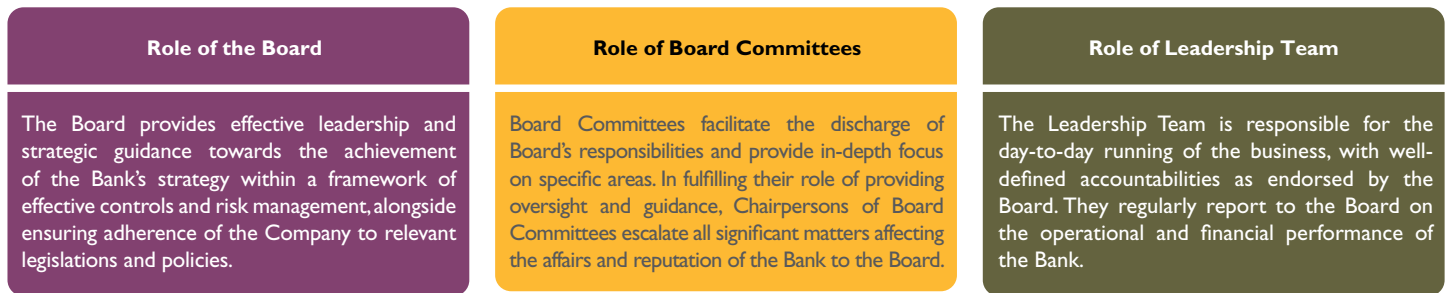 Role of the Board
The Board provides effective leadership and
strategic guidance towards the achievement
of the Bank's strategy within a framework of
effective controls and risk management, alongside
ensuring adherence of the Company to relevant
legislations and policies.
Role of Board Committees
Board Committees facilitate the discharge of
Board's responsibilities and provide in-depth focus
on specific areas. In fulfilling their role of providing
oversight and guidance, Chairpersons of Board
Committees escalate all significant matters affecting
the affairs and reputation of the Bank to the Board.
Role of Leadership Team
The Leadership Team is responsible for the
day-to-day running of the business, with well-
defined accountabilities as endorsed by the
Board. They regularly report to the Board on
the operational and financial performance of
the Bank.